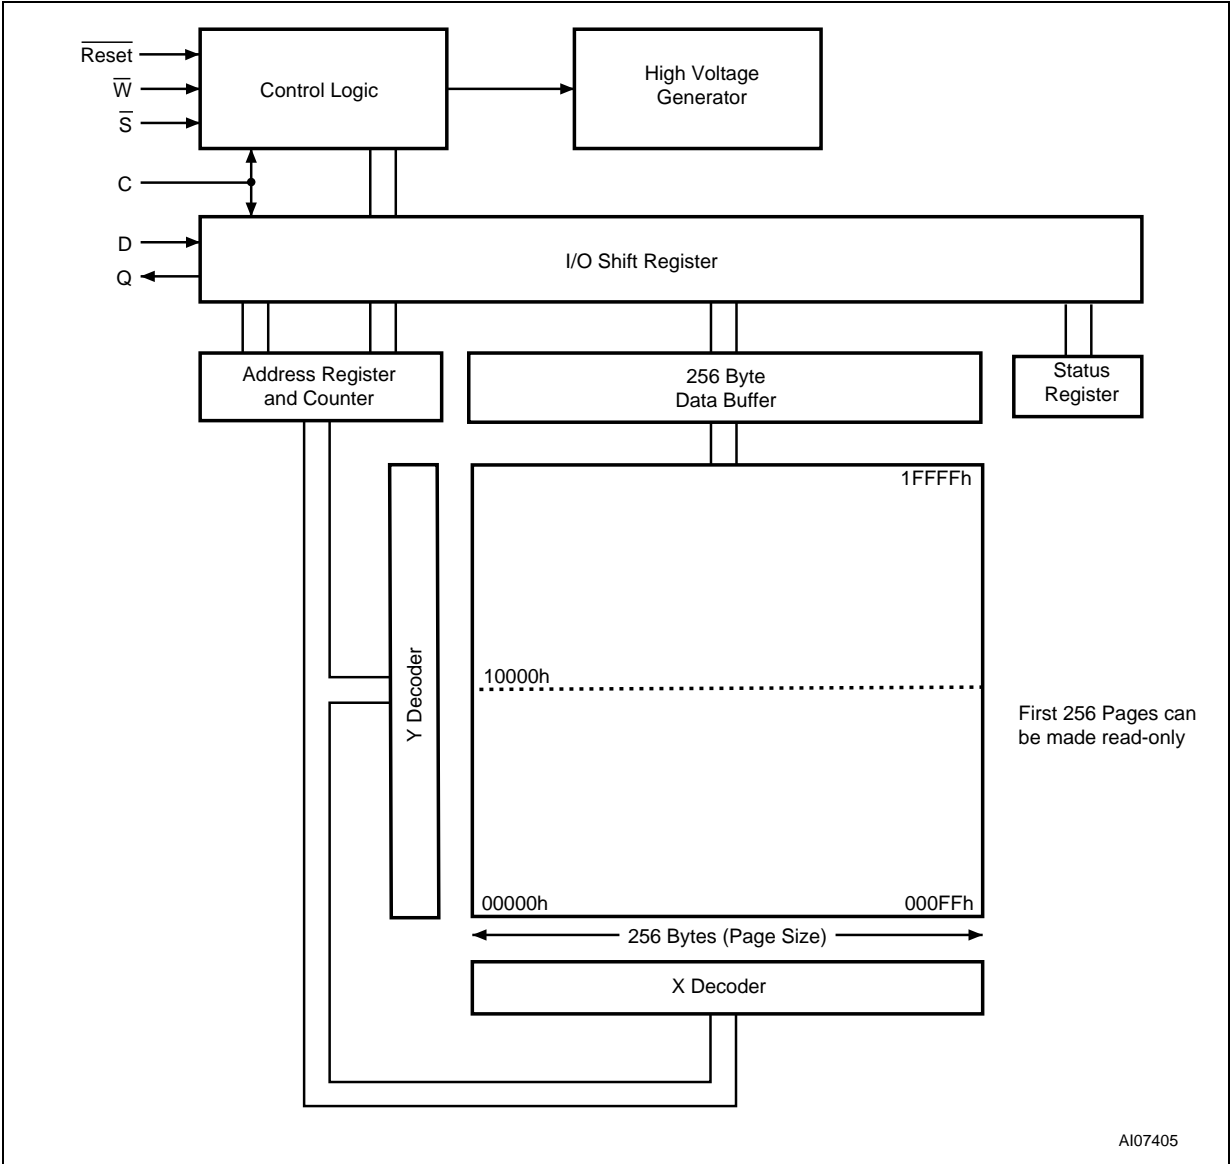 Reset
W
S
C
D
Q
Control Logic
High Voltage
Generator
I/O Shift Register
Address Register
and Counter
256 Byte
Data Buffer
Status
Register
1FFFFh
Y Decoder
10000h
First 256 Pages can
be made read-only
00000h
000FFh
256 Bytes (Page Size)
X Decoder
AI07405